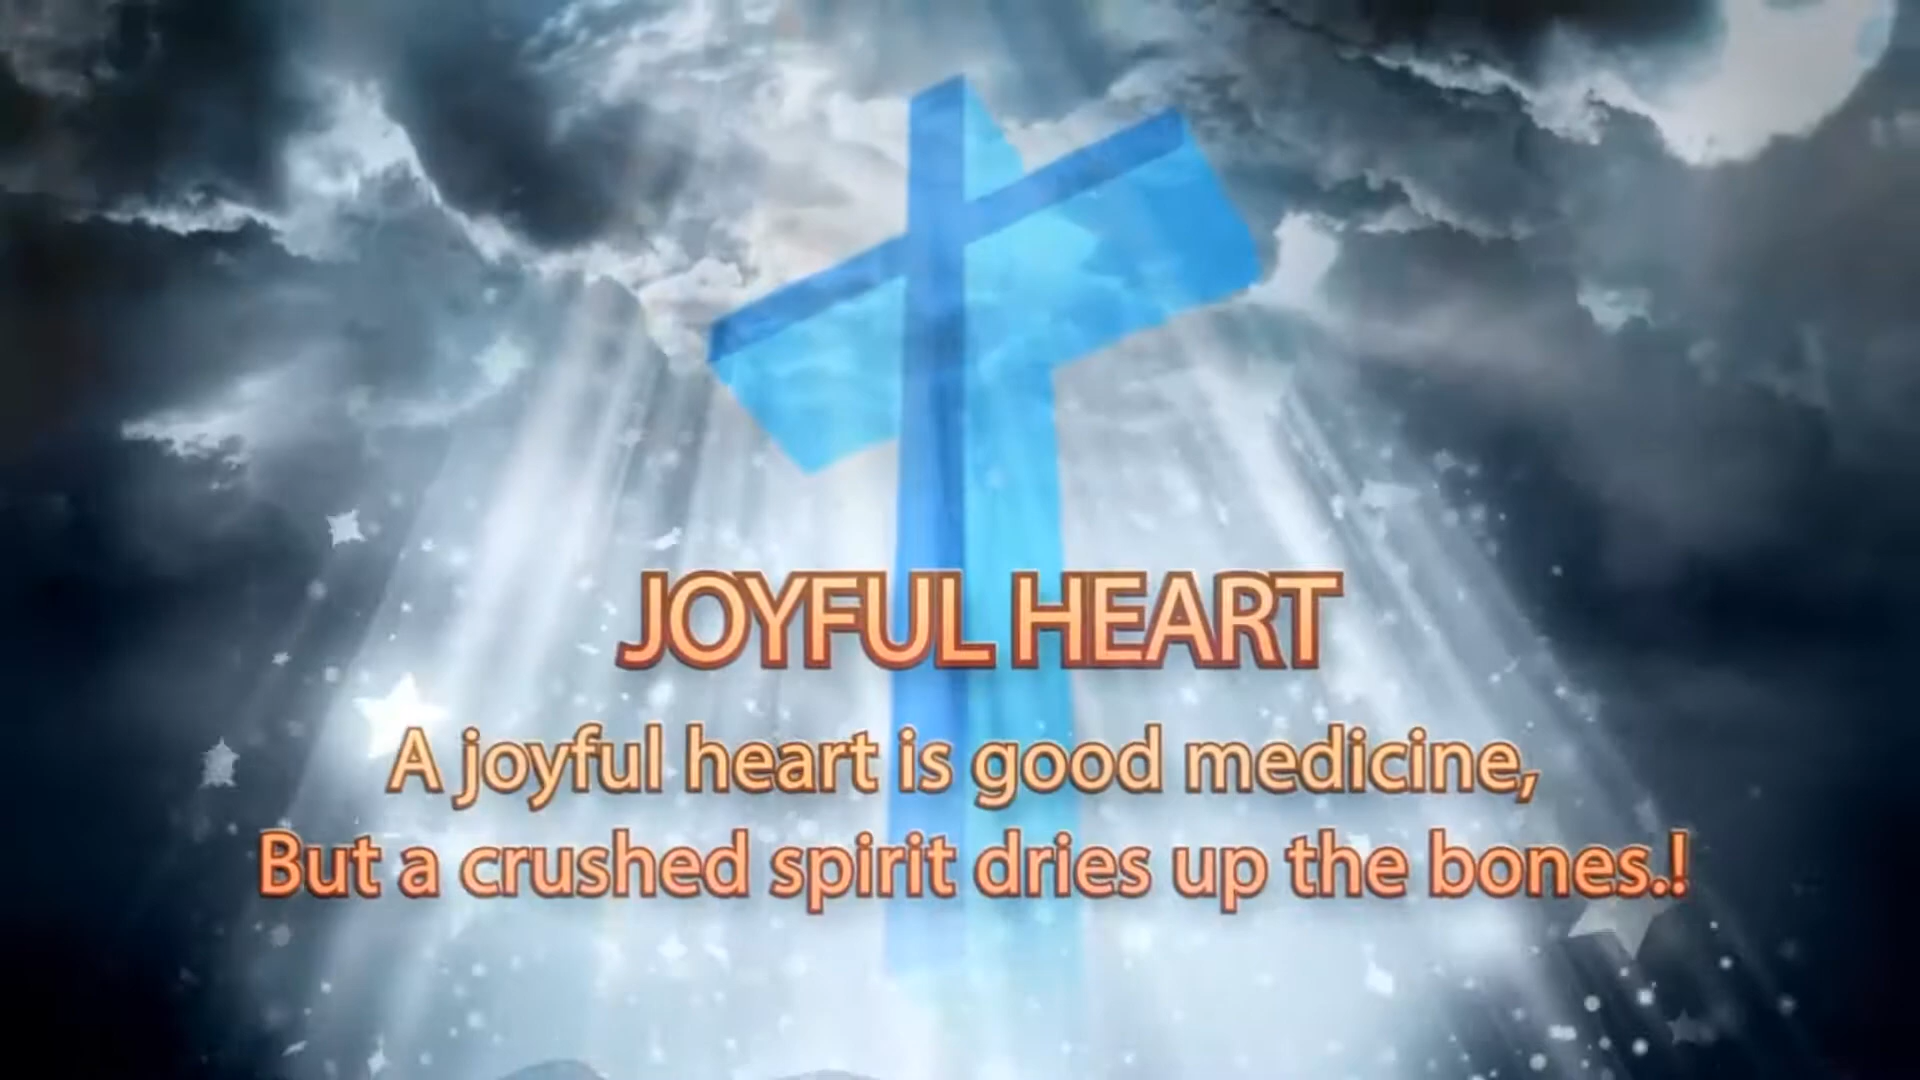 JOYFUL HEART
A joyful heart is good medicine,
But a crushed spirit dries up the bones.!